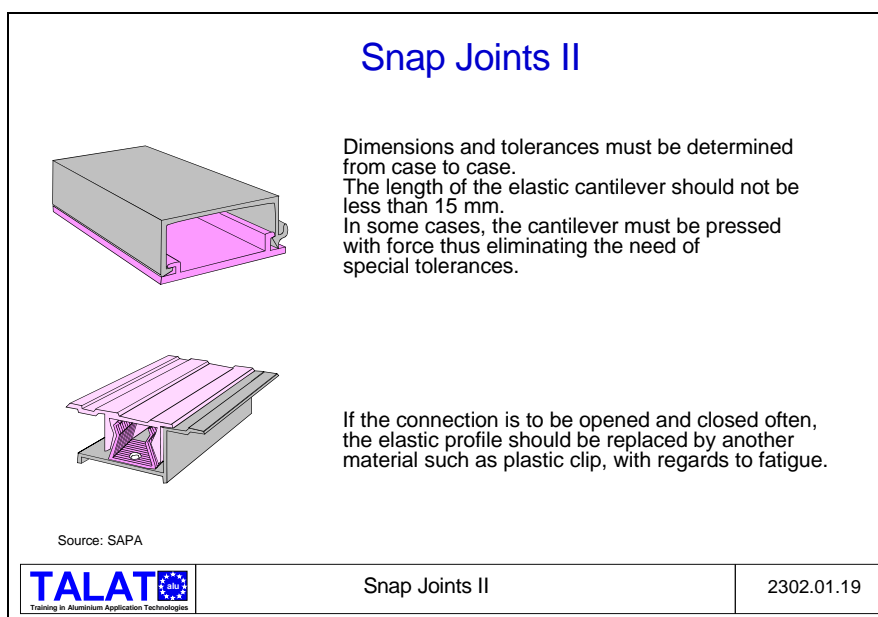 Snap Joints II
Dimensions and tolerances must be determined
from case to case.
The length of the elastic cantilever should not be
less than 15 mm.
In some cases, the cantilever must be pressed
with force thus eliminating the need of
special tolerances.
If the connection is to be opened and closed often,
the elastic profile should be replaced by another
material such as plastic clip, with regards to fatigue.
Source: SAPA
TALAT alu
Training in Aluminium Application Technologies
Snap Joints II
2302.01.19